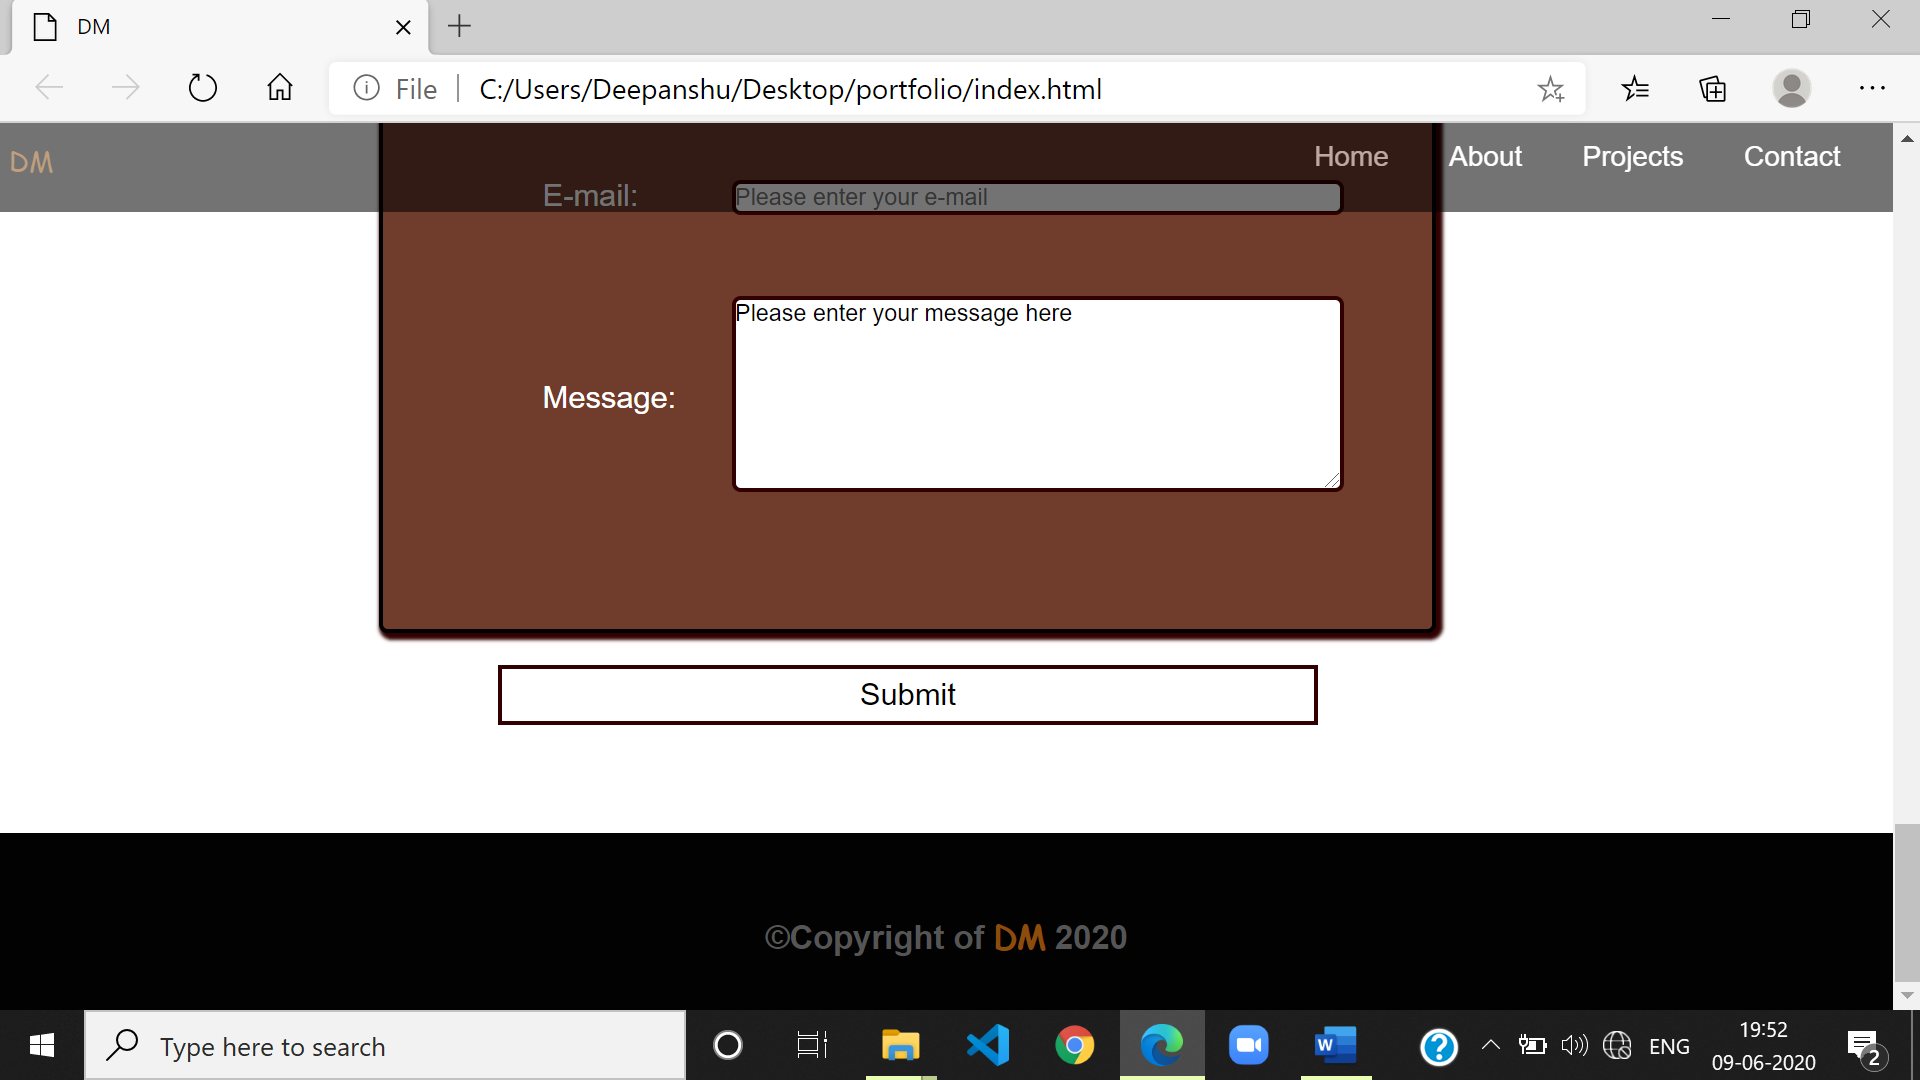 DM
File
C:/Users/Deepanshu/Desktop/portfolio/index.html
DM
Home About Projects Contact
E-mail:
Please enter your e-mail
Please enter your message here
Message:
Submit
©Copyright of DM 2020
Type here to search
W
?
ENG
19:52
09-06-2020
2